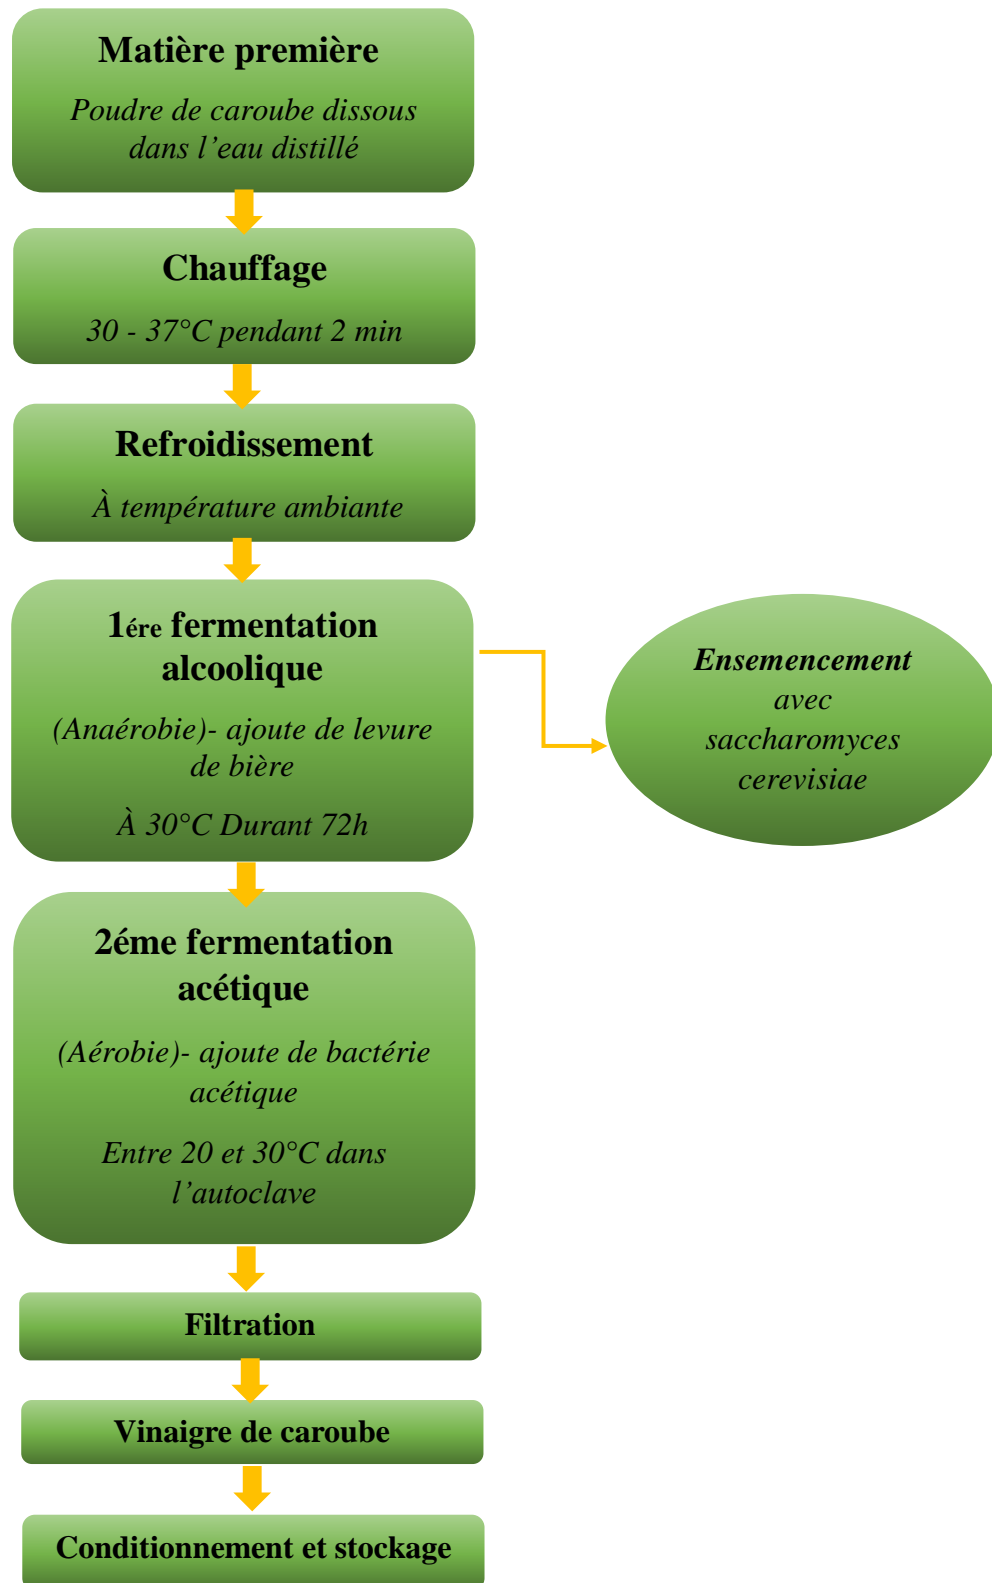 Matière première
Poudre de caroube dissous
dans l'eau distillé
Chauffage
30 - 37°C pendant 2 min
Refroidissement
À température ambiante
1ére fermentation
alcoolique
(Anaérobie)- ajoute de levure
de bière
À 30°C Durant 72h
Ensemencement
avec
saccharomyces
cerevisiae
2éme fermentation
acétique
(Aérobie)- ajoute de bactérie
acétique
Entre 20 et 30°C dans
l'autoclave
Filtration
Vinaigre de caroube
Conditionnement et stockage